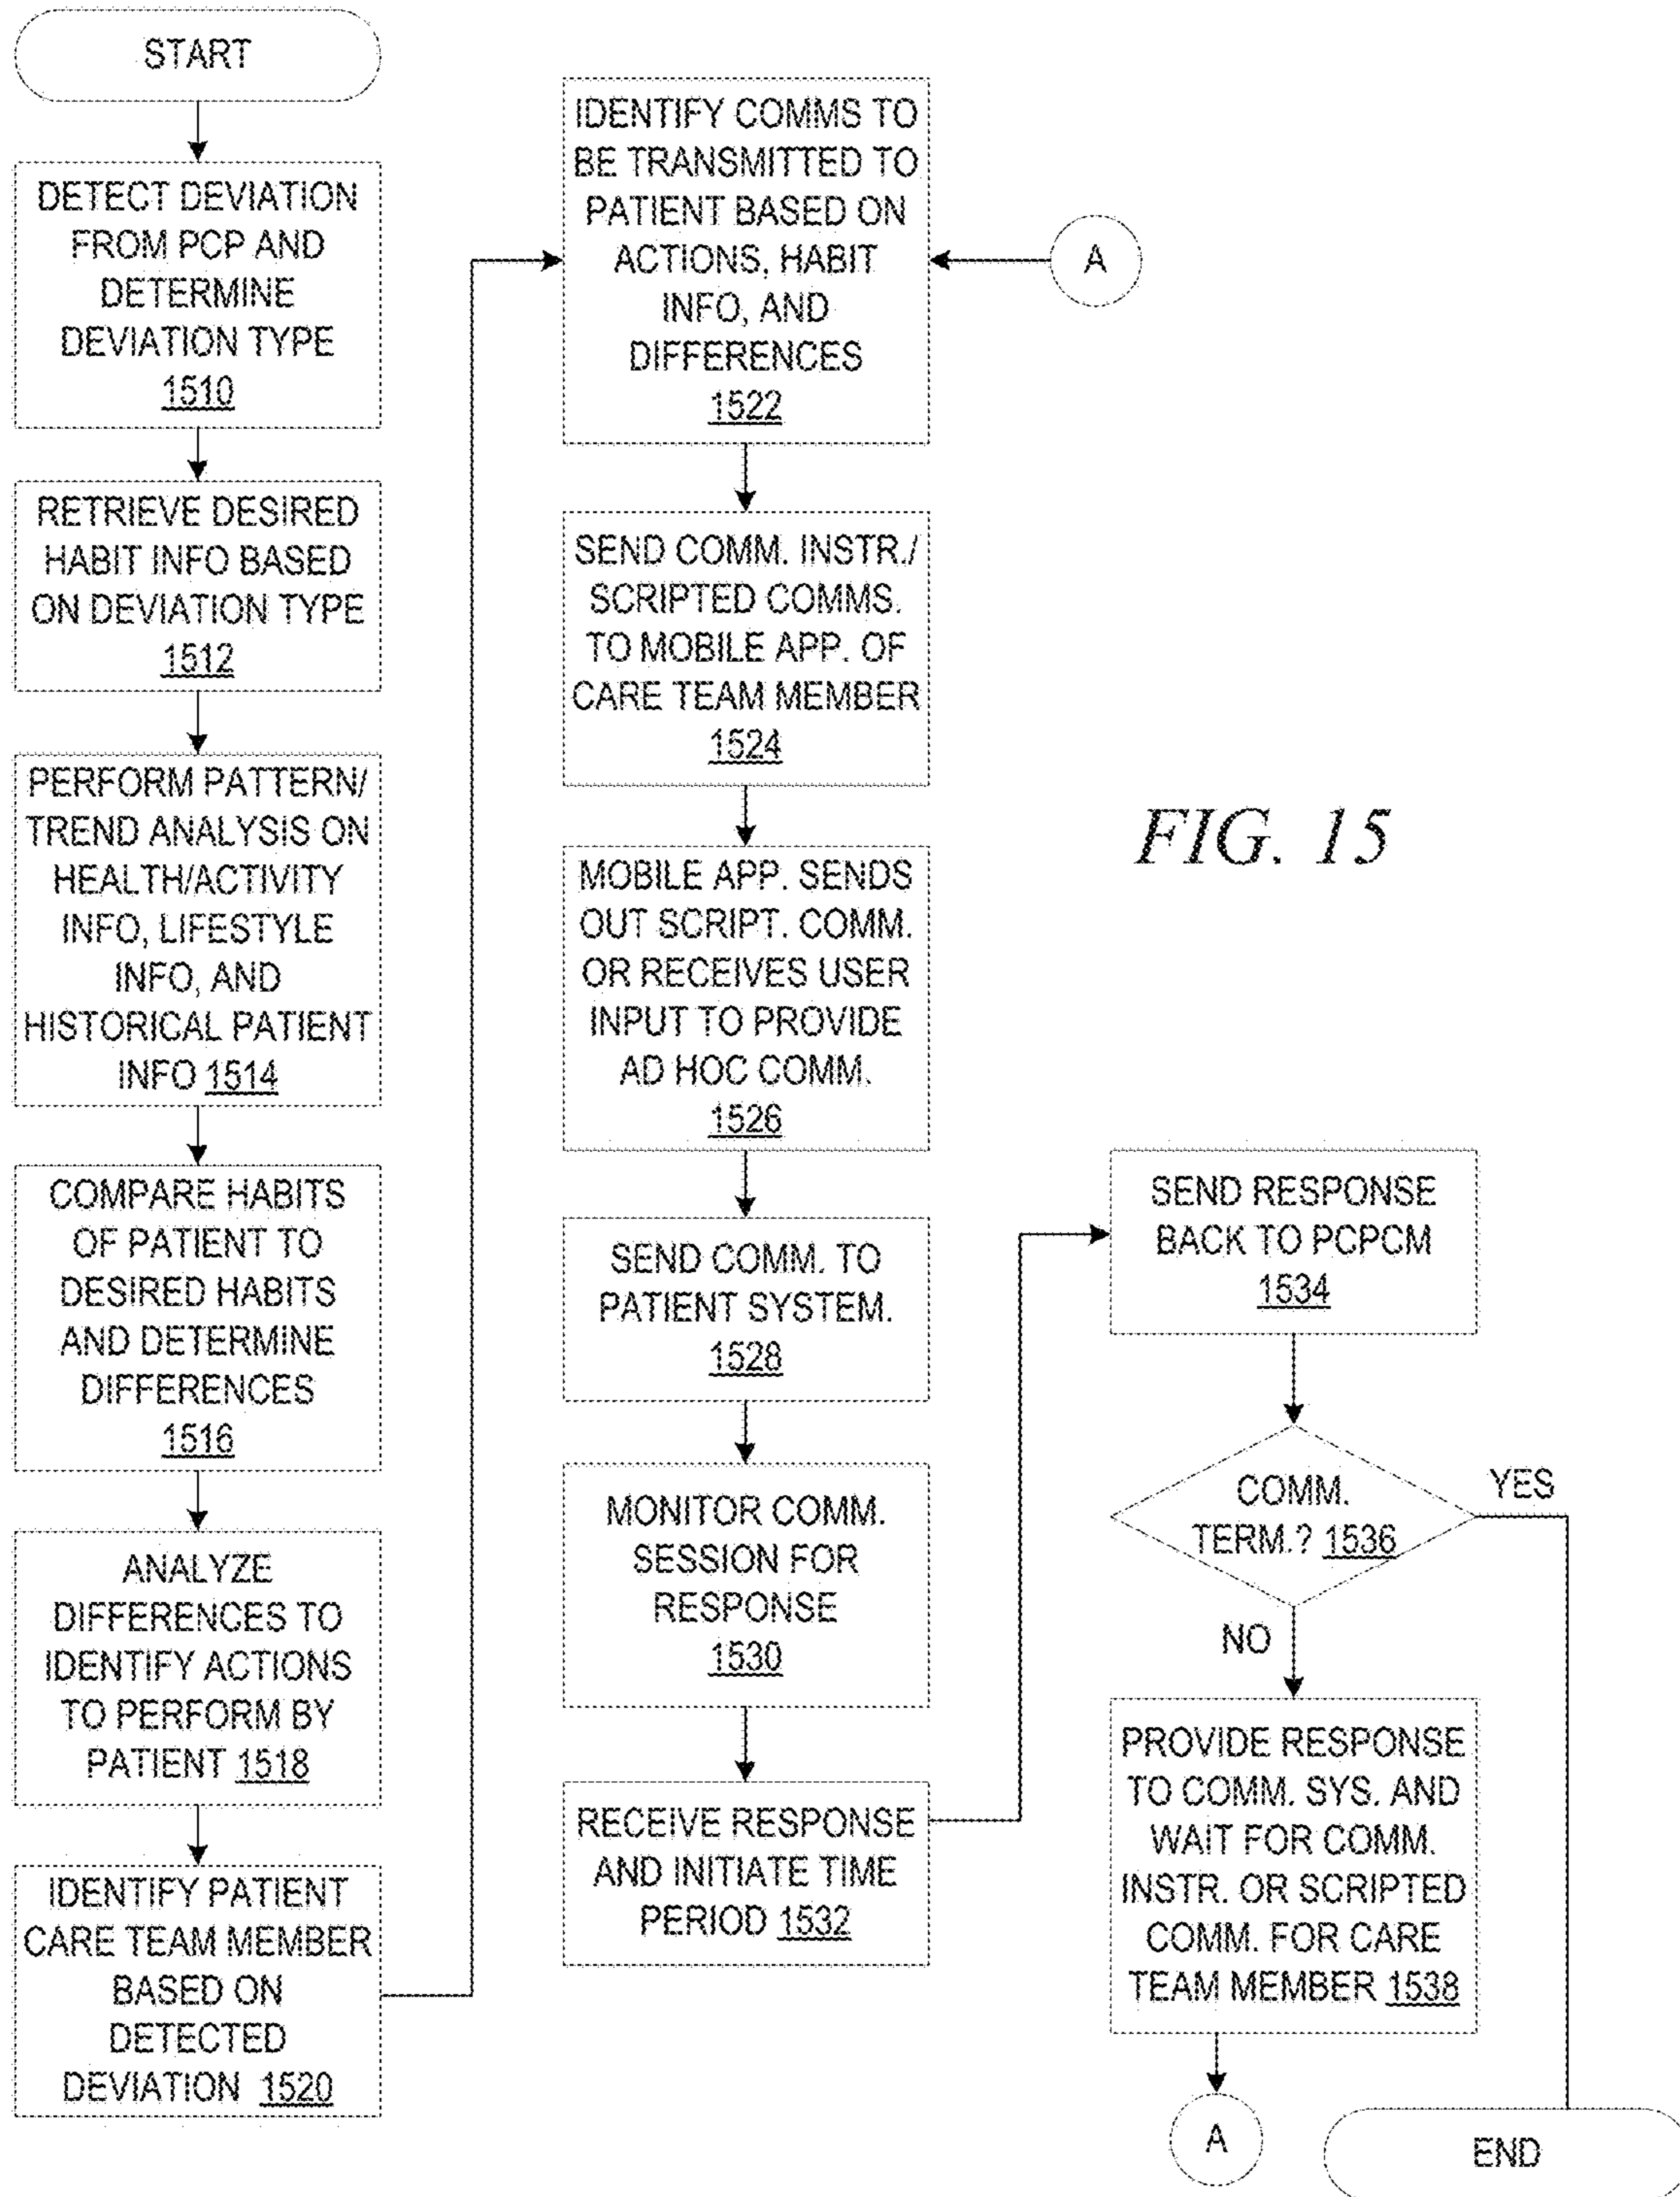 START
DETECT DEVIATION
FROM PCP AND
DETERMINE
DEVIATION TYPE
1510
RETRIEVE DESIRED
HABIT INFO BASED
ON DEVIATION TYPE
1512
PERFORM PATTERN/
TREND ANALYSIS ON
HEALTH/ACTIVITY
INFO, LIFESTYLE
INFO, AND
HISTORICAL PATIENT
INFO 1514
COMPARE HABITS
OF PATIENT TO
DESIRED HABITS
AND DETERMINE
DIFFERENCES
1516
ANALYZE
DIFFERENCES TO
IDENTIFY ACTIONS
TO PERFORM BY
PATIENT 1518
IDENTIFY PATIENT
CARE TEAM MEMBER
BASED ON
DETECTED
DEVIATION 1520
IDENTIFY COMMS TO
BE TRANSMITTED TO
PATIENT BASED ON
ACTIONS, HABIT
INFO, AND
DIFFERENCES
1522
A
SEND COMM. INSTR./
SCRIPTED COMMS.
TO MOBILE APP. OF
CARE TEAM MEMBER
1524
MOBILE APP. SENDS
OUT SCRIPT. COMM.
OR RECEIVES USER
INPUT TO PROVIDE
AD HOC COMM.
1526
SEND COMM. TO
PATIENT SYSTEM.
1528
MONITOR COMM.
SESSION FOR
RESPONSE
1530
RECEIVE RESPONSE
AND INITIATE TIME
PERIOD 1532
FIG. 15
SEND RESPONSE
BACK TO PCPCM
1534
COMM.
TERM.? 1536
YES
NO
PROVIDE RESPONSE
TO COMM. SYS. AND
WAIT FOR COMM.
INSTR. OR SCRIPTED
COMM. FOR CARE
TEAM MEMBER 1538
A
END